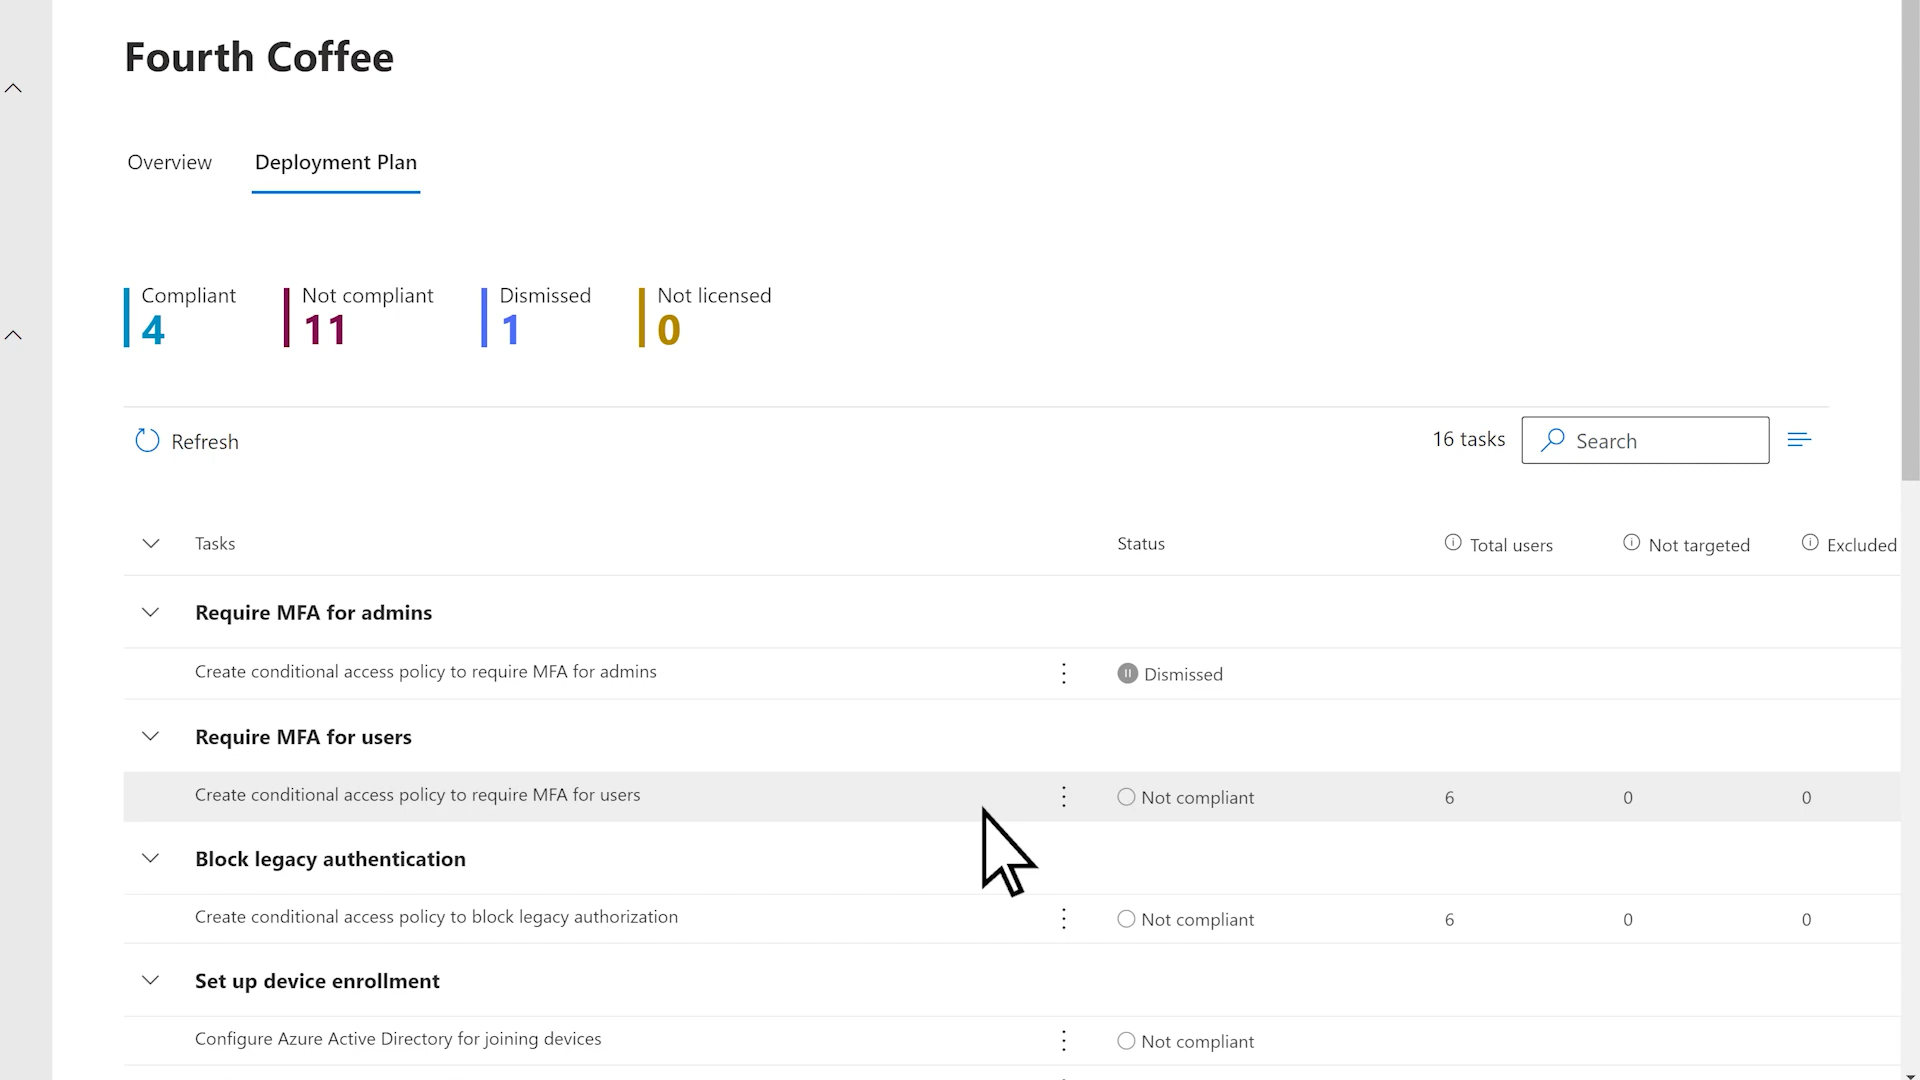 Fourth Coffee
Overview Deployment Plan
Compliant Not compliant Dismissed Not licensed
4 11 1 0
Refresh 16 tasks Search
Tasks Status Total users Not targeted Excluded
Require MFA for admins
Create conditional access policy to require MFA for admins Dismissed
Require MFA for users
Create conditional access policy to require MFA for users Not compliant 6 0 0
Block legacy authentication
Create conditional access policy to block legacy authorization Not compliant 6 0 0
Set up device enrollment
Configure Azure Active Directory for joining devices Not compliant